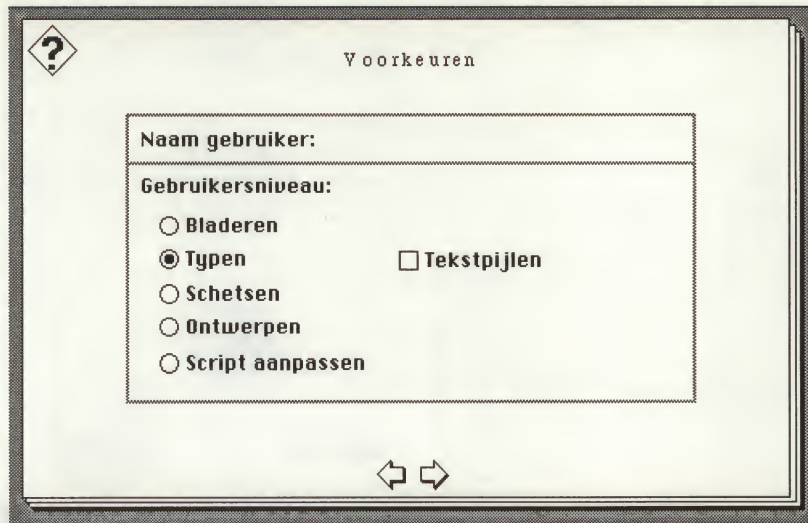 ?
Voorkeuren
Naam gebruiker:
Gebruikersniveau:
Bladeren
Typen Tekstpijlen
Schetsen
Ontwerpen
Script aanpassen